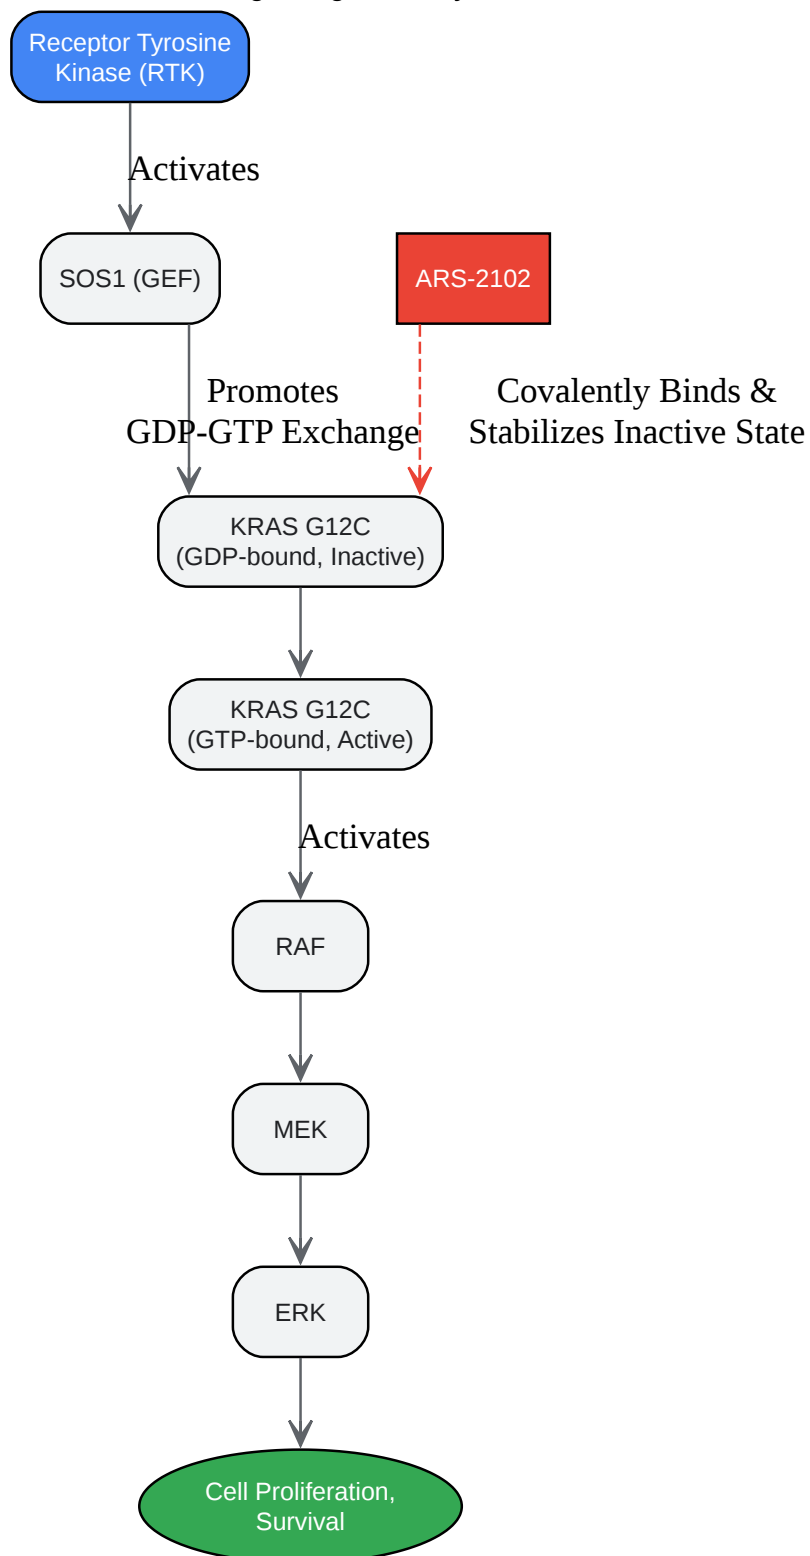 Receptor Tyrosine
Kinase (RTK)
Activates
SOS1 (GEF)
ARS-2102
Promotes
GDP-GTP Exchange
Covalently Binds &
Stabilizes Inactive State
KRAS G12C
(GDP-bound, Inactive)
KRAS G12C
(GTP-bound, Active)
Activates
RAF
MEK
ERK
Cell Proliferation,
Survival